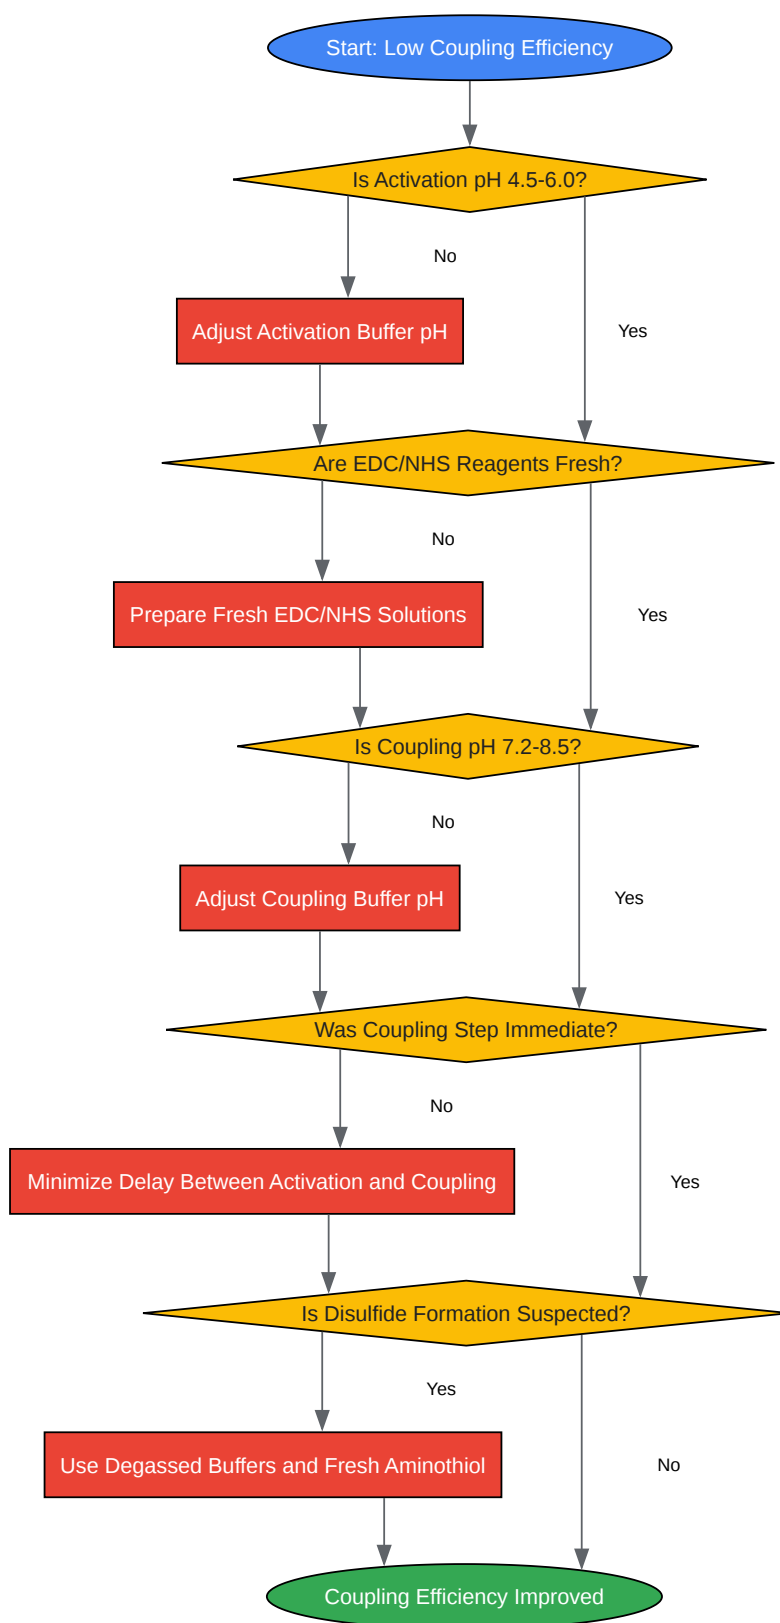 Start: Low Coupling Efficiency
Is Activation pH 4.5-6.0?
No
Yes
Adjust Activation Buffer pH
Are EDC/NHS Reagents Fresh?
No
Yes
Prepare Fresh EDC/NHS Solutions
Is Coupling pH 7.2-8.5?
No
Yes
Adjust Coupling Buffer pH
Was Coupling Step Immediate?
No
Yes
Minimize Delay Between Activation and Coupling
Is Disulfide Formation Suspected?
Yes
No
Use Degassed Buffers and Fresh Aminothiol
Coupling Efficiency Improved